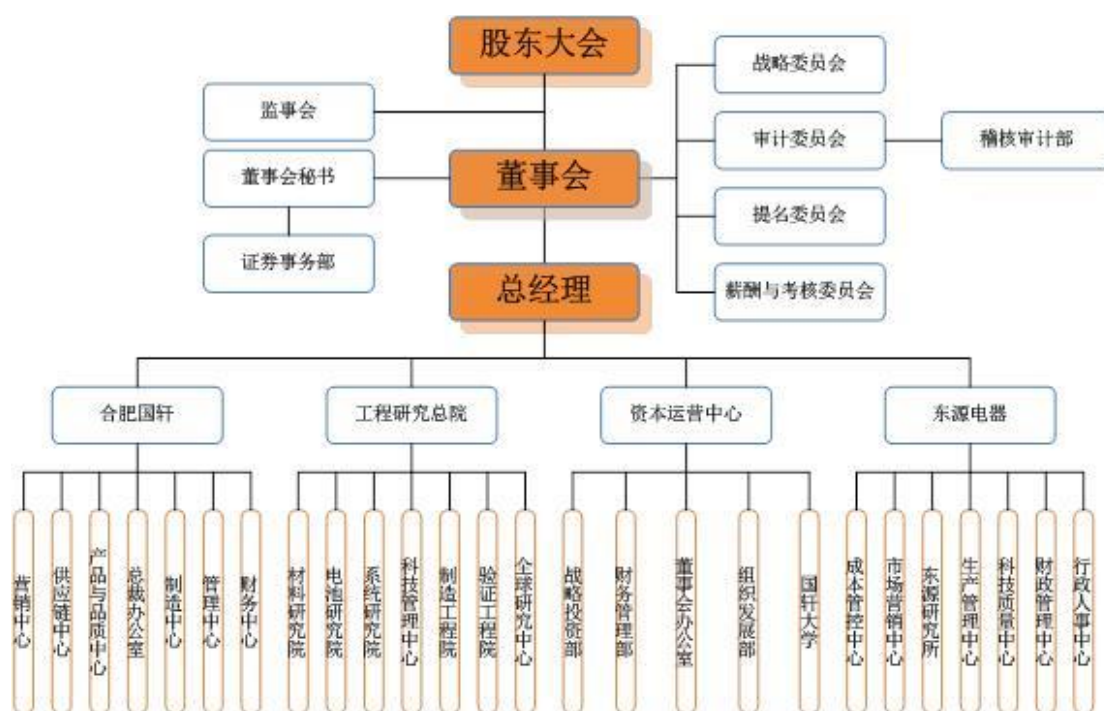 股东大会
战略委员会
监事会
审计委员会
稽核审计部
董事会秘书
董事会
提名委员会
证券事务部
总经理
薪酬与考核委员会
合肥国轩
工程研究总院
资本运营中心
东源电器
营销中心
供应链中心
产品与品质中心
总裁办公室
制造中心
管理中心
财务中心
材料研究院
电池研究院
系统研究院
科技管理中心
制造工程院
验证工程院
全球研究中心
战略投资部
财务管理部
董事会办公室
组织发展部
国轩大学
成本管控中心
市场营销中心
东源研究所
生产管理中心
科技质量中心
财政管理中心
行政人事中心